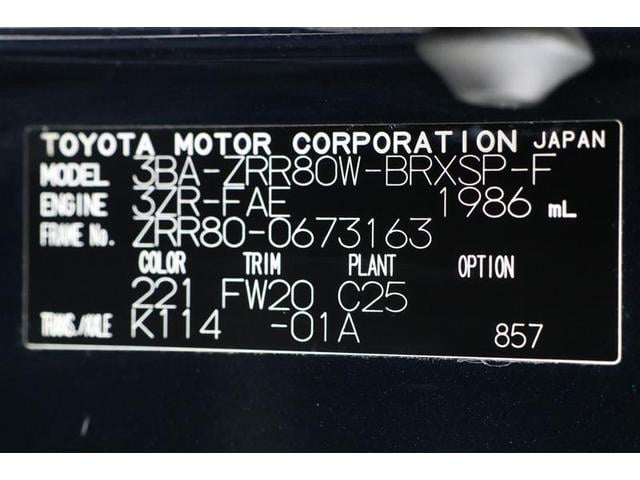 TOYOTA MOTOR CORPORATION JAPAN
MODEL 3BA-ZRR80W-BRXSP-F
ENGINE 3ZR-FAE 1986 mL
FRAME No. ZRR80-0673163
COLOR TRIM PLANT OPTION
221 FW20 C25
TRANS./AXLE K114 -01A 857